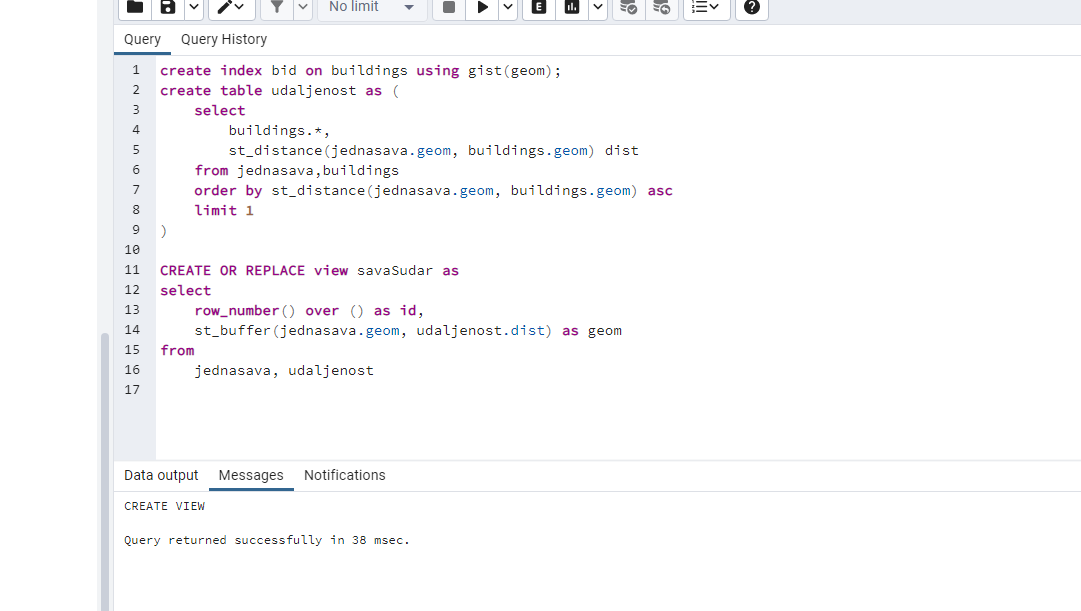 No limit
E
Query Query History
1 create index bid on buildings using gist(geom);
2 create table udaljenost as (
3 select
4 buildings.*,
5 st_distance(jednasava.geom, buildings.geom) dist
6 from jednasava,buildings
7 order by st_distance(jednasava.geom, buildings.geom) asc
8 limit 1
9 )
10
11 CREATE OR REPLACE view savaSudar as
12 select
13 row_number() over () as id,
14 st_buffer(jednasava.geom, udaljenost.dist) as geom
15 from
16 jednasava, udaljenost
17
Data output Messages Notifications
CREATE VIEW
Query returned successfully in 38 msec.